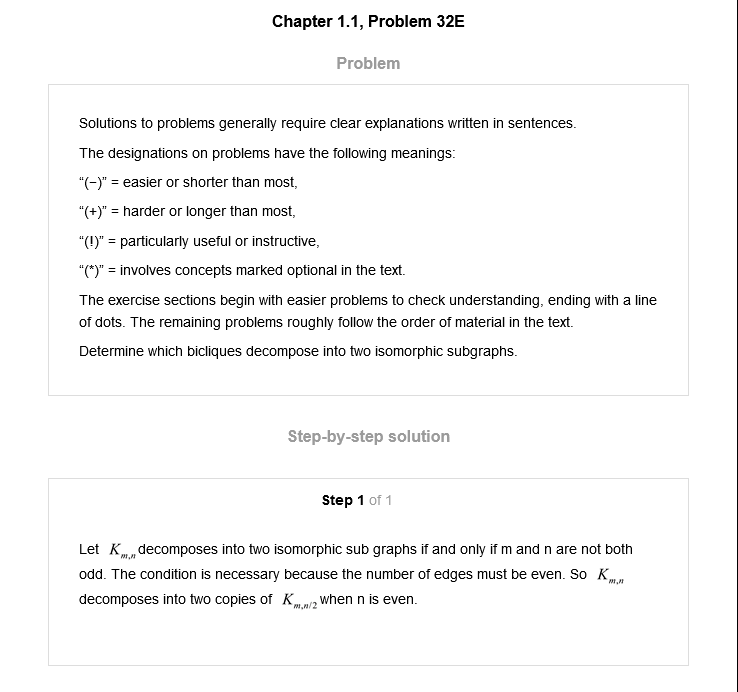 Chapter 1.1, Problem 32E
Problem
Solutions to problems generally require clear explanations written in sentences.
The designations on problems have the following meanings:
“(−)” = easier or shorter than most,
“(+)” = harder or longer than most,
“(!)” = particularly useful or instructive,
“(*)” = involves concepts marked optional in the text.
The exercise sections begin with easier problems to check understanding, ending with a line
of dots. The remaining problems roughly follow the order of material in the text.
Determine which bicliques decompose into two isomorphic subgraphs.
Step-by-step solution
Step 1 of 1
Let K_{m,n} decomposes into two isomorphic sub graphs if and only if m and n are not both
odd. The condition is necessary because the number of edges must be even. So K_{m,n}
decomposes into two copies of K_{m,n/2} when n is even.